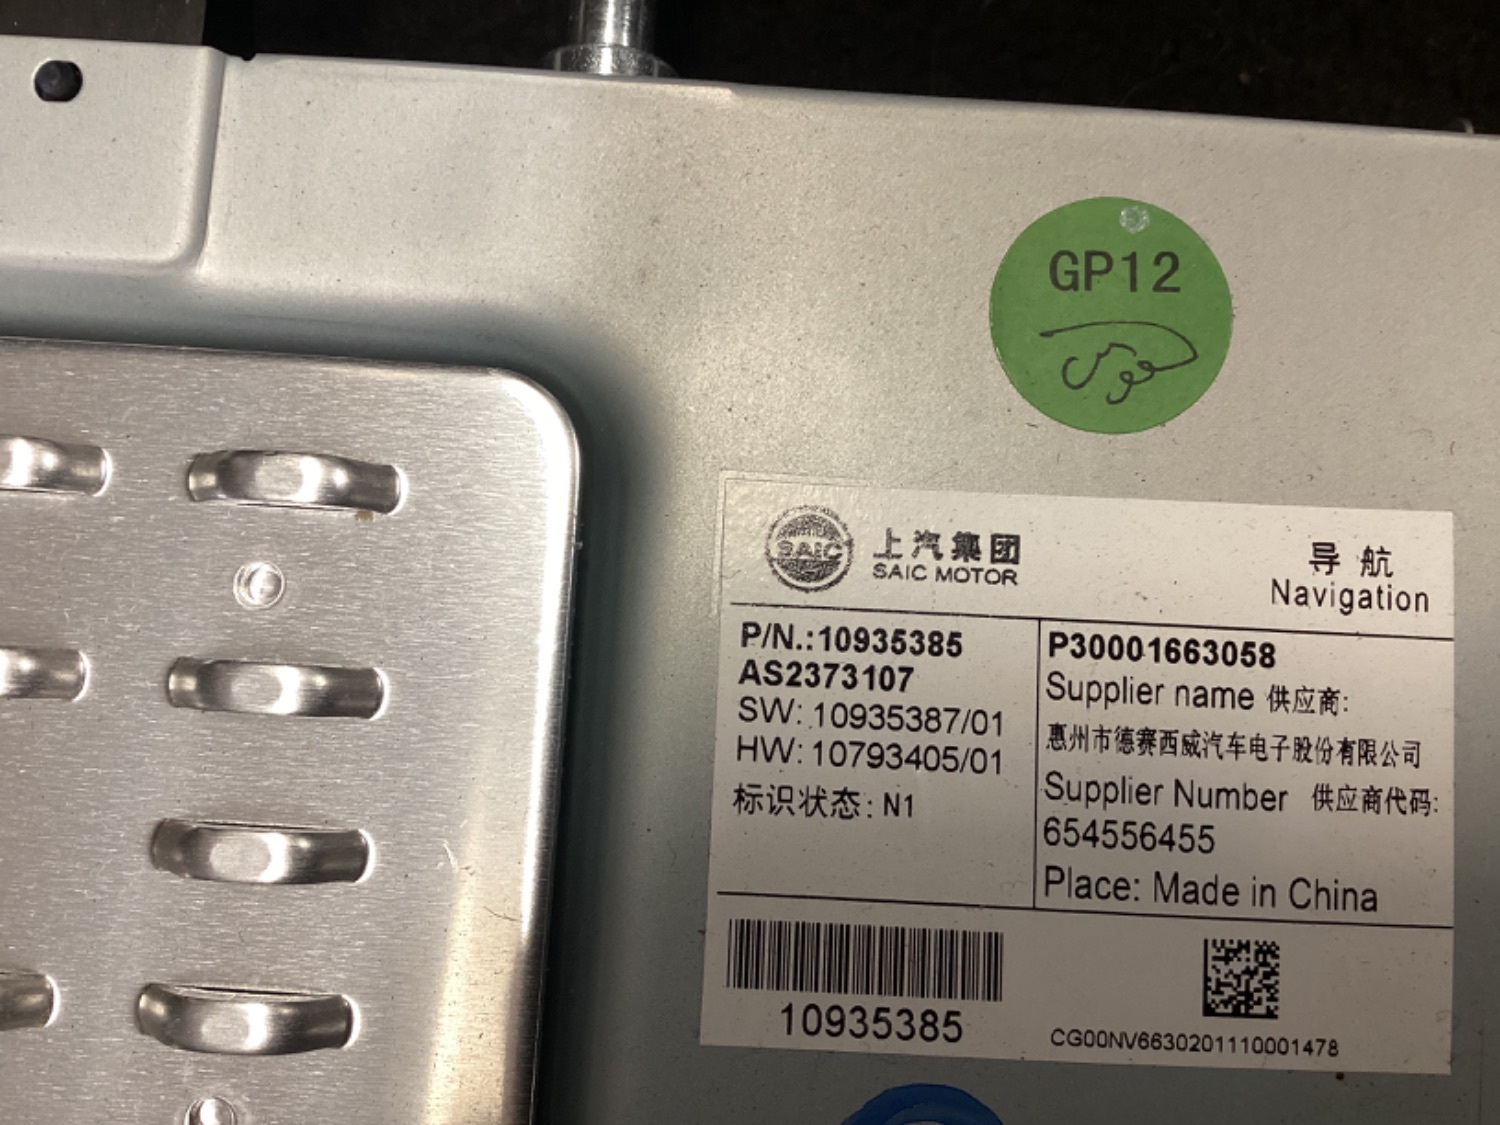 GP12
SAIC
上汽集团
SAIC MOTOR
导航
Navigation
P/N.:10935385
AS2373107
SW: 10935387/01
HW: 10793405/01
标识状态: N1
P30001663058
Supplier name 供应商:
惠州市德赛西威汽车电子股份有限公司
Supplier Number 供应商代码:
654556455
Place: Made in China
10935385
CG00NV6630201110001478